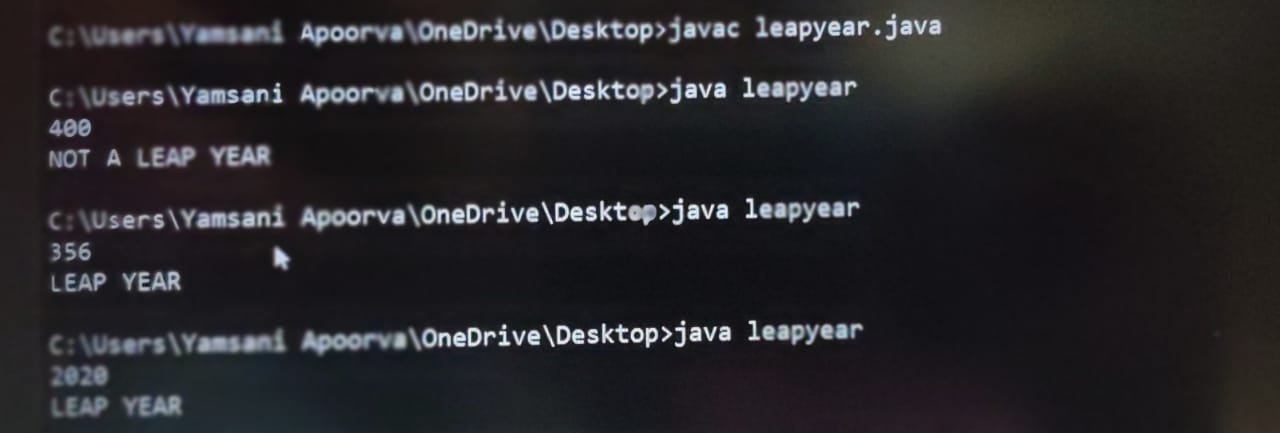 C:\Users\Yamsani Apoorva\OneDrive\Desktop>javac leapyear.java
C:\Users\Yamsani Apoorva\OneDrive\Desktop>java leapyear
400
NOT A LEAP YEAR
C:\Users\Yamsani Apoorva\OneDrive\Desktop>java leapyear
356
LEAP YEAR
C:\Users\Yamsani Apoorva\OneDrive\Desktop>java leapyear
2020
LEAP YEAR